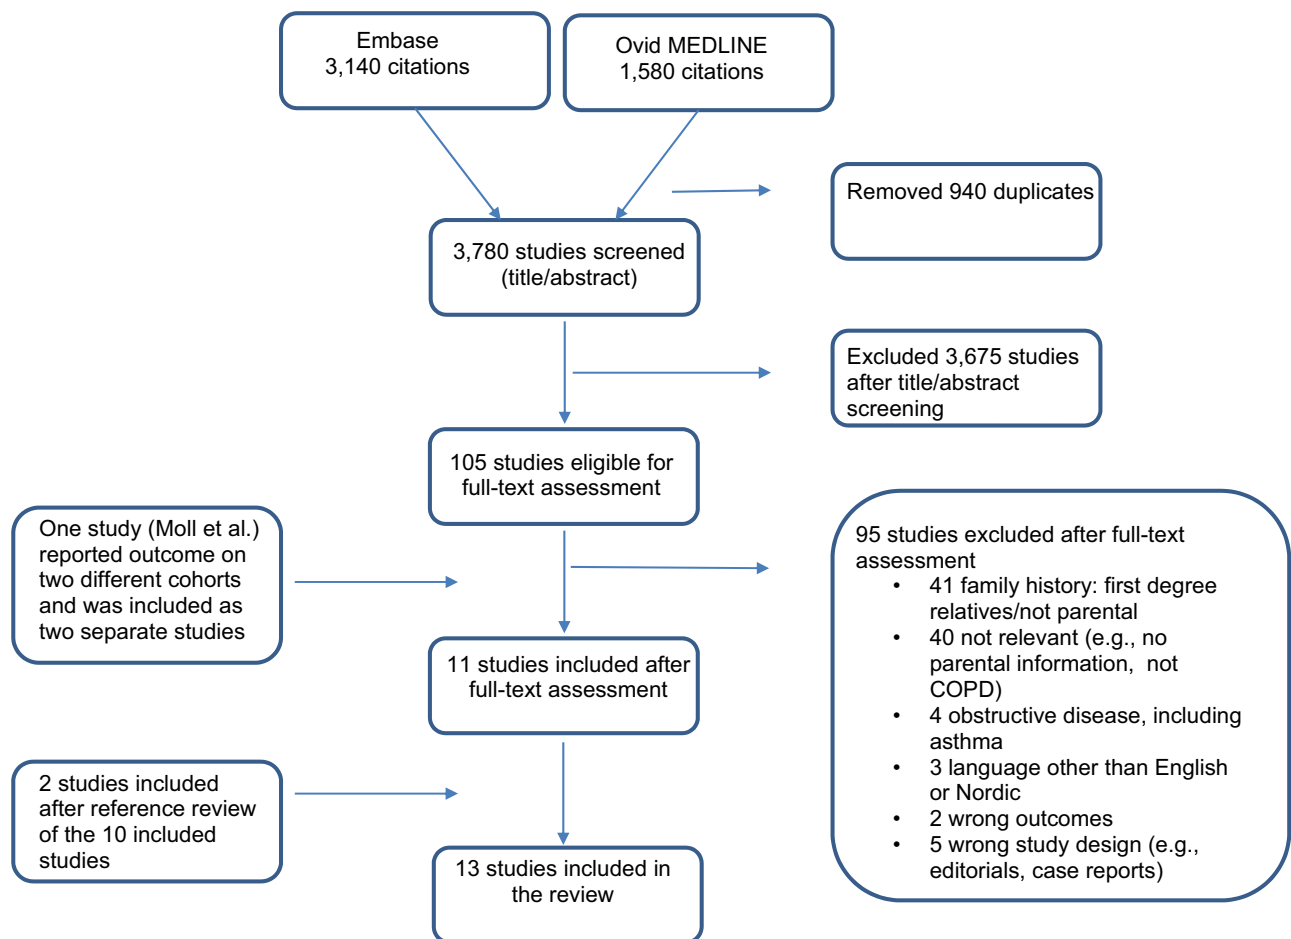 Embase
3,140 citations
Ovid MEDLINE
1,580 citations
Removed 940 duplicates
3,780 studies screened
(title/abstract)
Excluded 3,675 studies
after title/abstract
screening
105 studies eligible for
full-text assessment
One study (Moll et al.)
reported outcome on
two different cohorts
and was included as
two separate studies
95 studies excluded after full-text
assessment
• 41 family history: first degree
relatives/not parental
• 40 not relevant (e.g., no
parental information, not
COPD)
• 4 obstructive disease, including
asthma
• 3 language other than English
or Nordic
• 2 wrong outcomes
• 5 wrong study design (e.g.,
editorials, case reports)
11 studies included after
full-text assessment
2 studies included
after reference review
of the 10 included
studies
13 studies included in
the review